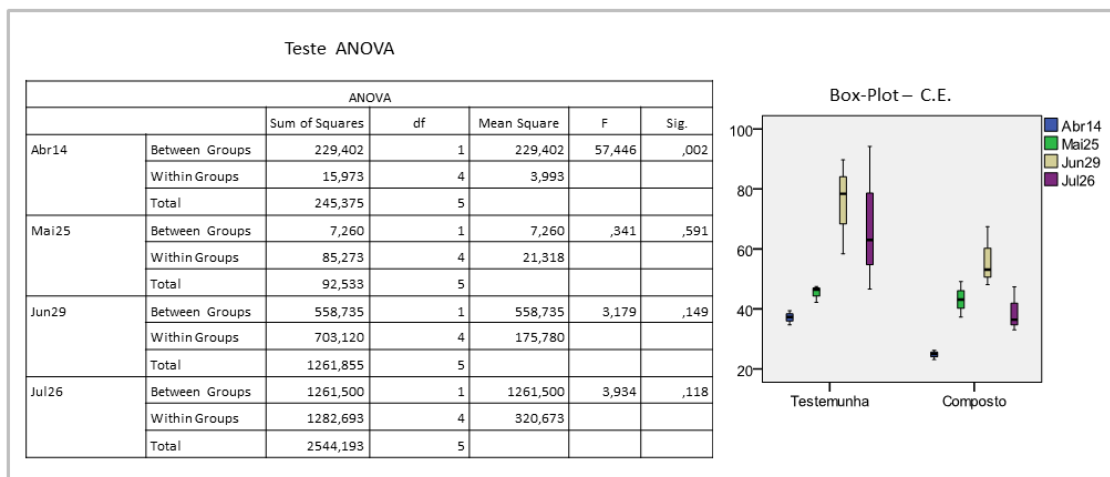 Teste ANOVA
ANOVA
Sum of Squares df Mean Square F Sig.
Abr14 Between Groups 229,402 1 229,402 57,446 ,002
Within Groups 15,973 4 3,993
Total 245,375 5
Mai25 Between Groups 7,260 1 7,260 ,341 ,591
Within Groups 85,273 4 21,318
Total 92,533 5
Jun29 Between Groups 558,735 1 558,735 3,179 ,149
Within Groups 703,120 4 175,780
Total 1261,855 5
Jul26 Between Groups 1261,500 1 1261,500 3,934 ,118
Within Groups 1282,693 4 320,673
Total 2544,193 5
Box-Plot – C.E.
100
80
60
40
20
Testemunha Composto
Abr14
Mai25
Jun29
Jul26